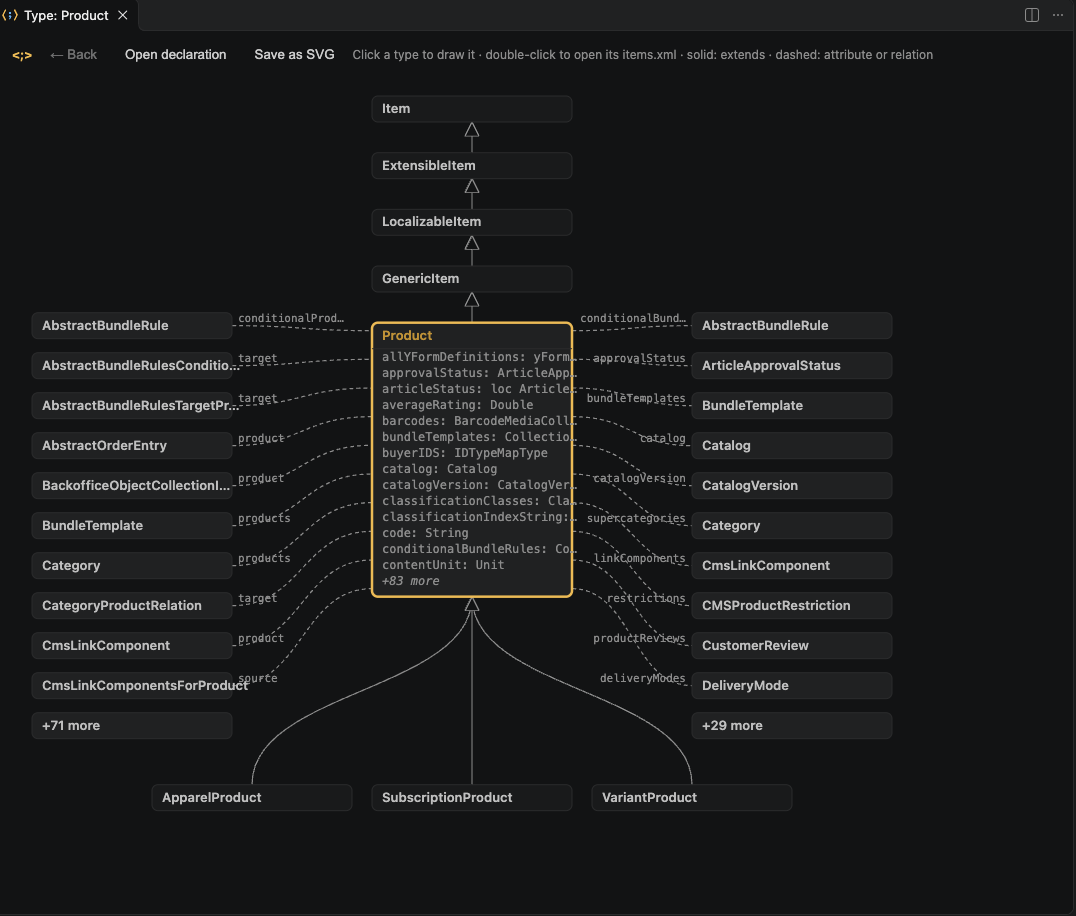 Type: Product
← Back Open declaration Save as SVG Click a type to draw it · double-click to open its items.xml · solid: extends · dashed: attribute or relation
Item
ExtensibleItem
LocalizableItem
GenericItem
AbstractBundleRule
AbstractBundleRulesConditio...
AbstractBundleRulesTargetPr...
AbstractOrderEntry
BackofficeObjectCollectionI...
BundleTemplate
Category
CategoryProductRelation
CmsLinkComponent
CmsLinkComponentsForProduct
+71 more
conditionalProd…
target
target
product
product
products
products
target
product
source
Product
allYFormDefinitions: yForm…
approvalStatus: ArticleApp…
articleStatus: loc Article…
averageRating: Double
barcodes: BarcodeMediaColl…
bundleTemplates: Collectio…
buyerIDS: IDTypeMapType
catalog: Catalog
catalogVersion: CatalogVer…
classificationClasses: Cla…
classificationIndexString:…
code: String
conditionalBundleRules: Co…
contentUnit: Unit
+83 more
conditionalBund…
approvalStatus
bundleTemplates
catalog
catalogVersion
supercategories
linkComponents
restrictions
productReviews
deliveryModes
AbstractBundleRule
ArticleApprovalStatus
BundleTemplate
Catalog
CatalogVersion
Category
CmsLinkComponent
CMSProductRestriction
CustomerReview
DeliveryMode
+29 more
ApparelProduct
SubscriptionProduct
VariantProduct